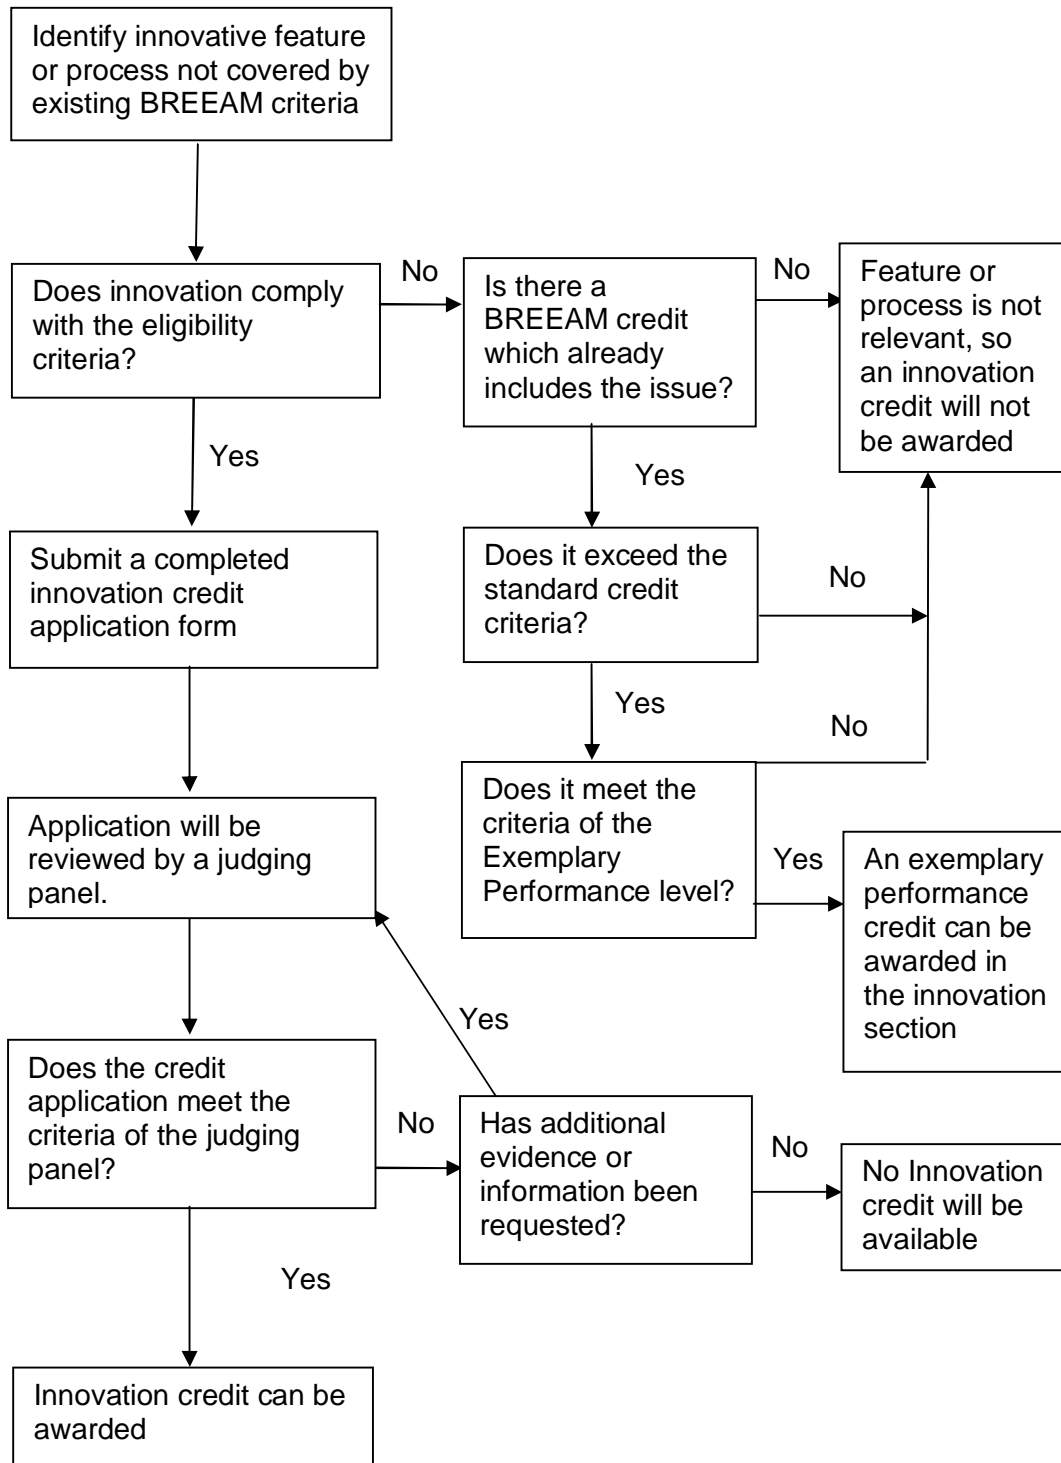 Identify innovative feature
or process not covered by
existing BREEAM criteria
Does innovation comply
with the eligibility
criteria?
No
Is there a
BREEAM credit
which already
includes the issue?
No
Feature or
process is not
relevant, so
an innovation
credit will not
be awarded
Yes
Yes
Submit a completed
innovation credit
application form
Does it exceed the
standard credit
criteria?
No
Yes
No
Application will be
reviewed by a judging
panel.
Does it meet the
criteria of the
Exemplary
Performance level?
Yes
An exemplary
performance
credit can be
awarded in
the innovation
section
Yes
Does the credit
application meet the
criteria of the judging
panel?
No
Has additional
evidence or
information been
requested?
No
No Innovation
credit will be
available
Yes
Innovation credit can be
awarded